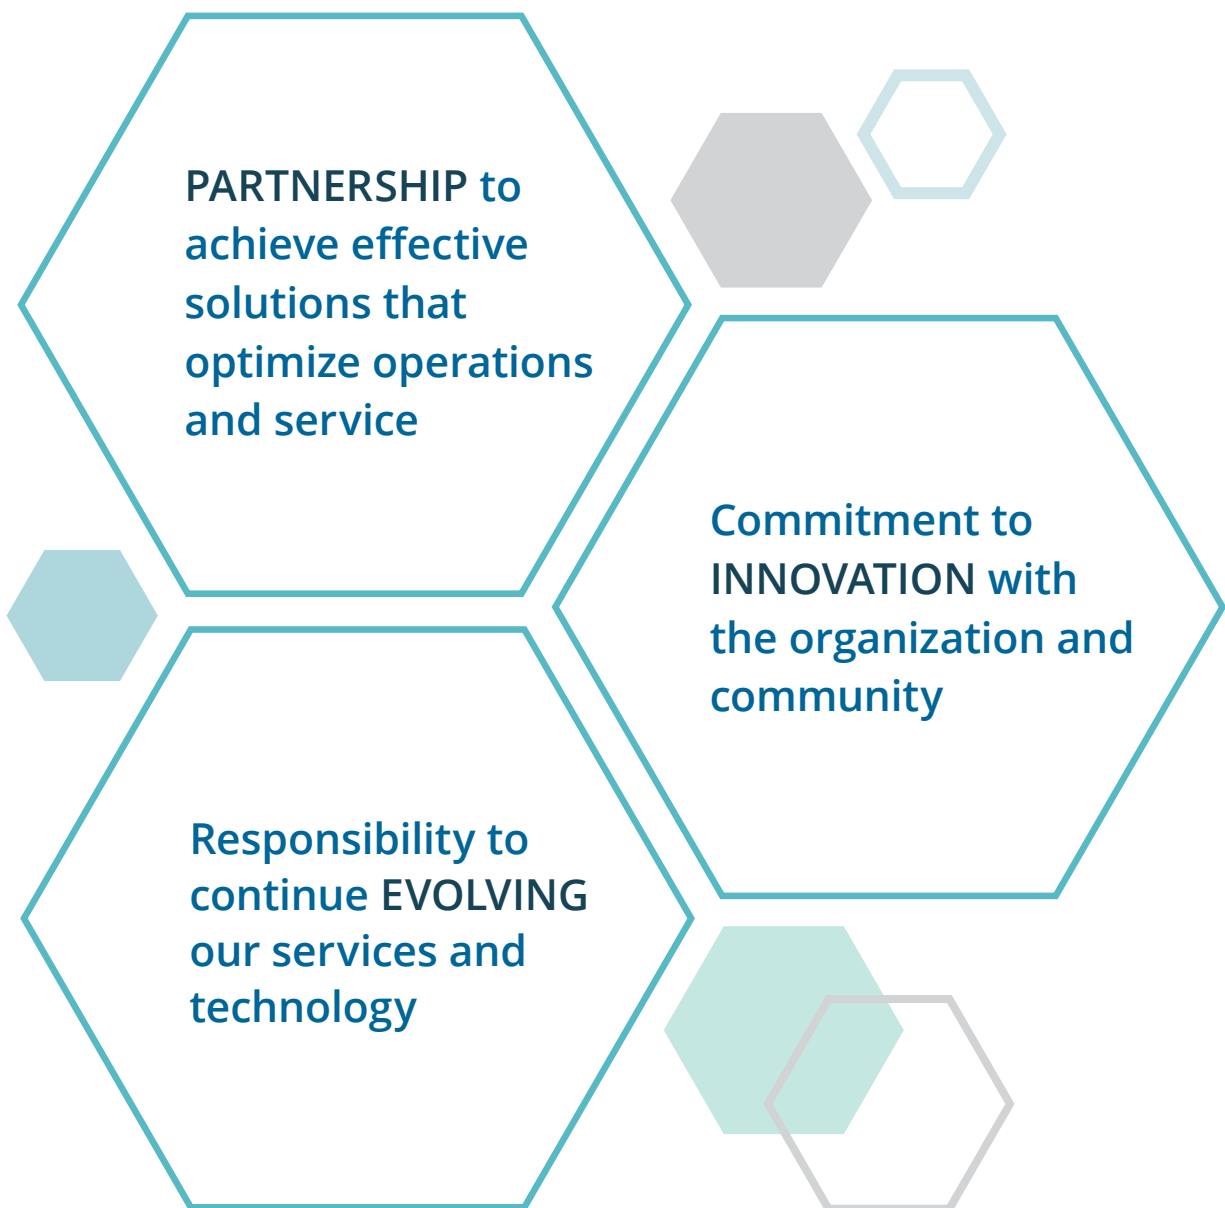 PARTNERSHIP to
achieve effective
solutions that
optimize operations
and service
Commitment to
INNOVATION with
the organization and
community
Responsibility to
continue EVOLVING
our services and
technology